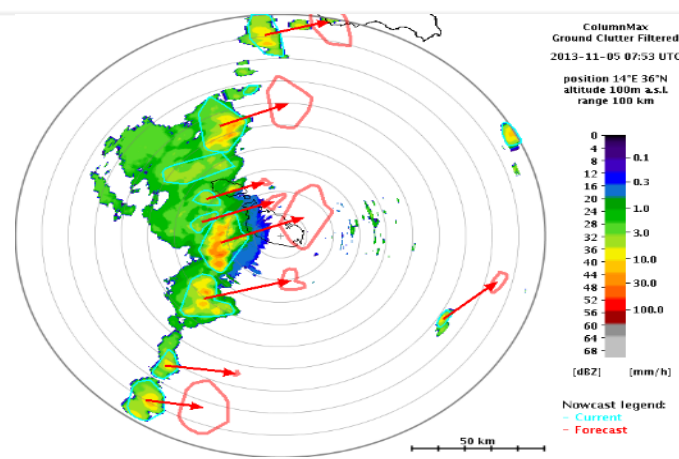 ColumnMax
Ground Clutter Filtered
2013-11-05 07:53 UTC
position 14°E 36°N
altitude 100m a.s.l.
range 100 km
0
4
8
12
16
20
24
28
32
36
40
44
48
52
56
60
64
68
0.1
0.3
1.0
3.0
10.0
30.0
100.0
[dBZ] [mm/h]
Nowcast legend:
- Current
- Forecast
50 km